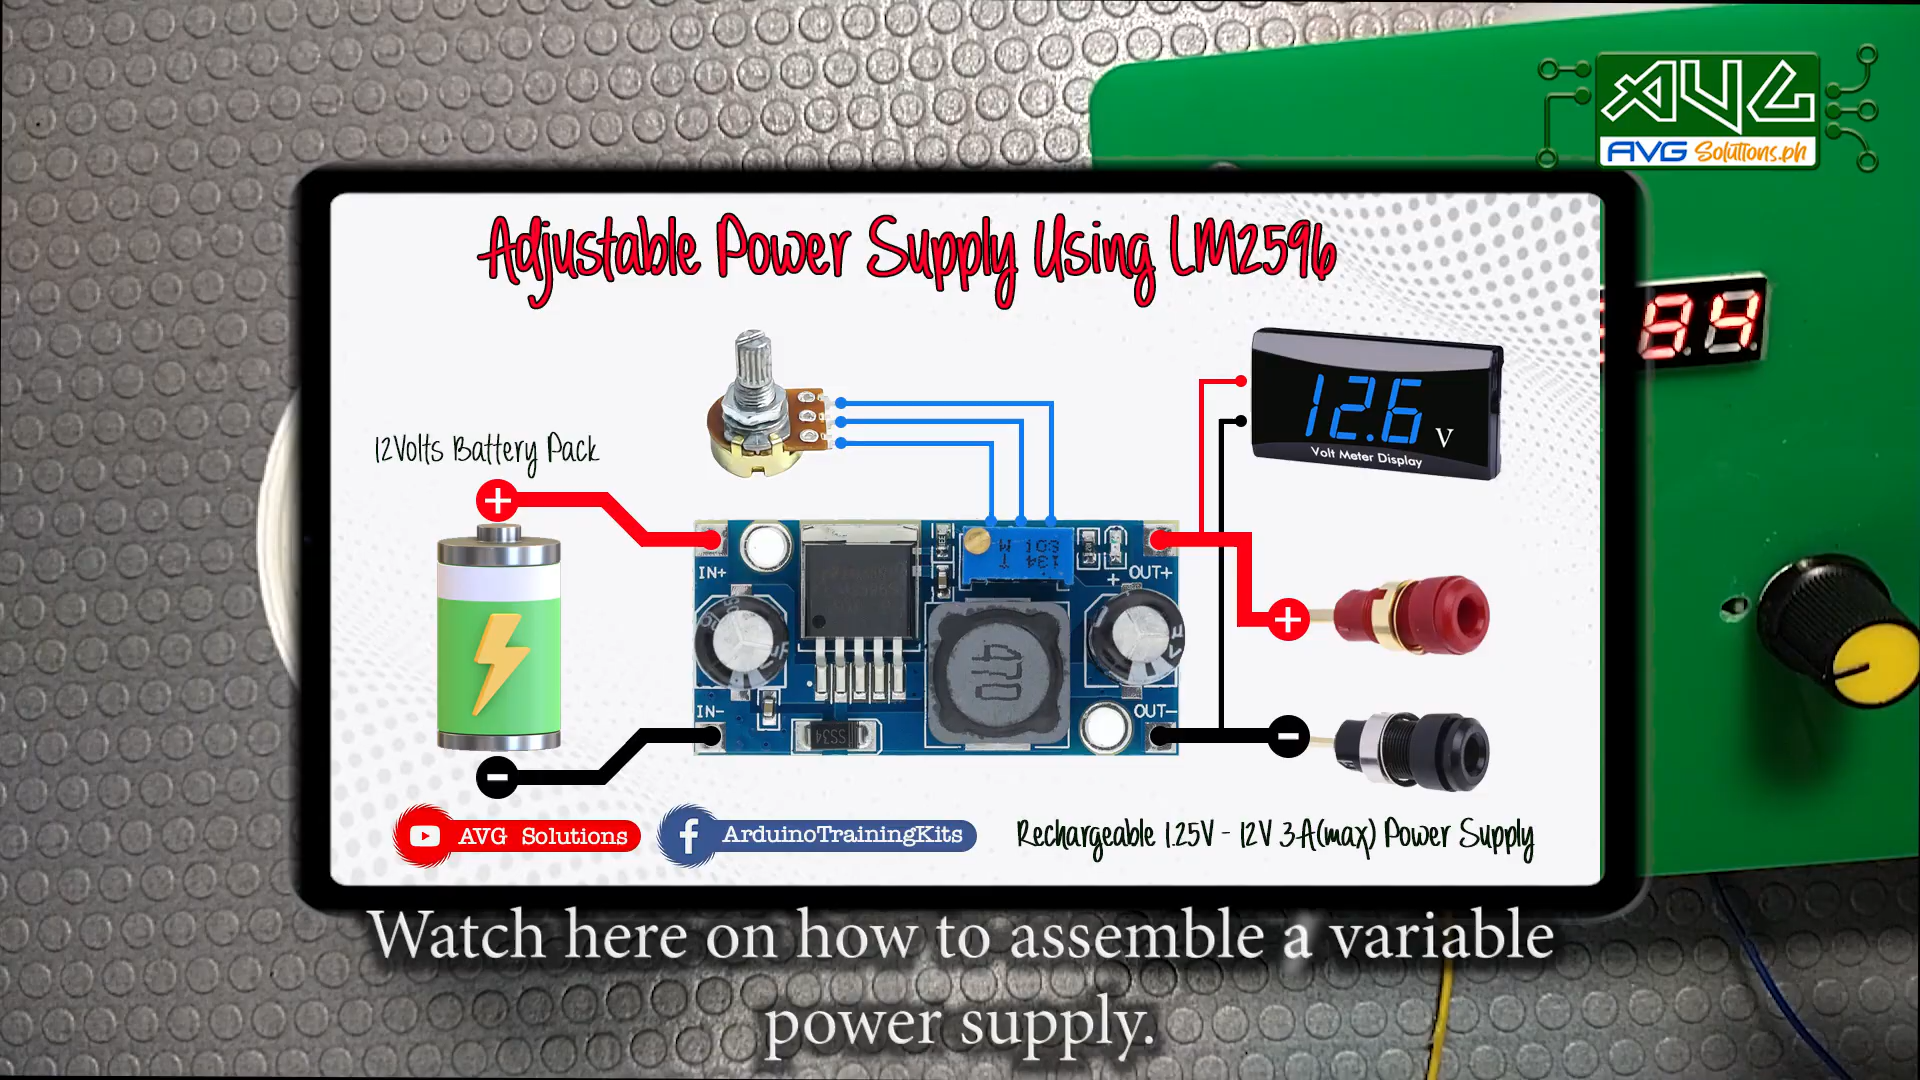 AVG
AVG Solutions.ph
Adjustable Power Supply Using LM2596
84
12.6 V
Volt Meter Display
12Volts Battery Pack
+
IN+
OUT+
+
+
470
IN-
OUT-
SS34
-
-
AVG Solutions
ArduinoTrainingKits
Rechargeable 1.25V - 12V 3A(max) Power Supply
Watch here on how to assemble a variable
power supply.